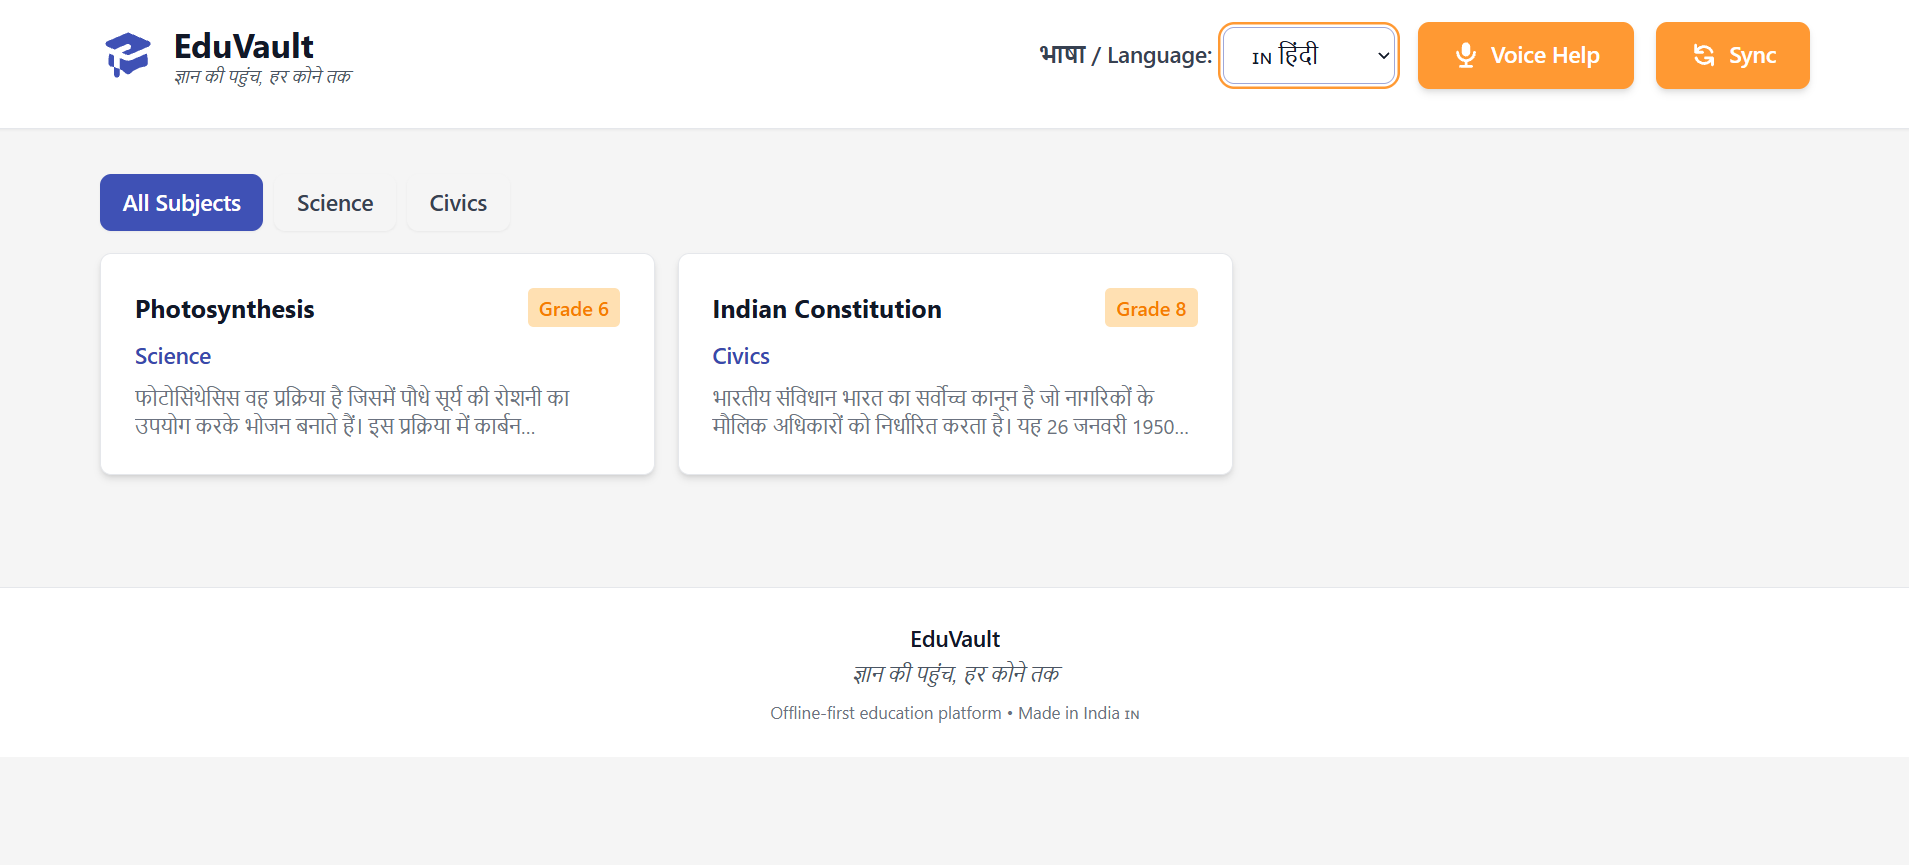 EduVault
ज्ञान की पहुंच, हर कोने तक
भाषा / Language:
IN हिंदी
Voice Help
Sync
All Subjects
Science
Civics
Photosynthesis
Grade 6
Science
फोटोसिंथेसिस वह प्रक्रिया है जिसमें पौधे सूर्य की रोशनी का
उपयोग करके भोजन बनाते हैं। इस प्रक्रिया में कार्बन...
Indian Constitution
Grade 8
Civics
भारतीय संविधान भारत का सर्वोच्च कानून है जो नागरिकों के
मौलिक अधिकारों को निर्धारित करता है। यह 26 जनवरी 1950...
EduVault
ज्ञान की पहुंच, हर कोने तक
Offline-first education platform • Made in India IN